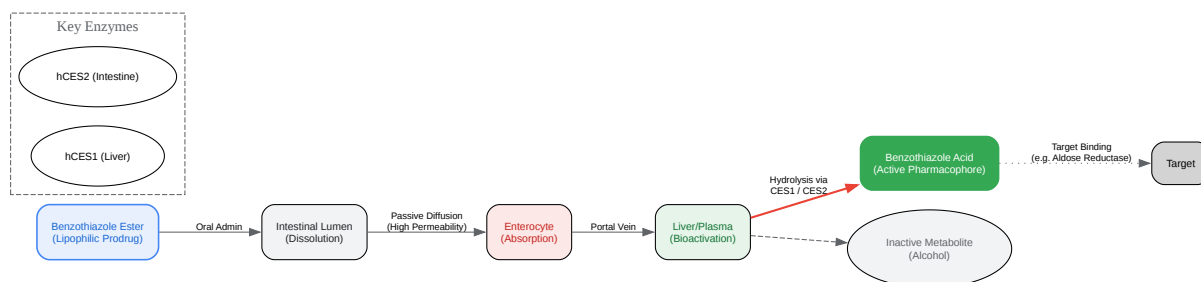 Key Enzymes
hCES2 (Intestine)
hCES1 (Liver)
Benzothiazole Ester
(Lipophilic Prodrug)
Oral Admin
Intestinal Lumen
(Dissolution)
Passive Diffusion
(High Permeability)
Enterocyte
(Absorption)
Portal Vein
Liver/Plasma
(Bioactivation)
Hydrolysis via
CES1 / CES2
Benzothiazole Acid
(Active Pharmacophore)
Inactive Metabolite
(Alcohol)
Target Binding
(e.g. Aldose Reductase)
Target